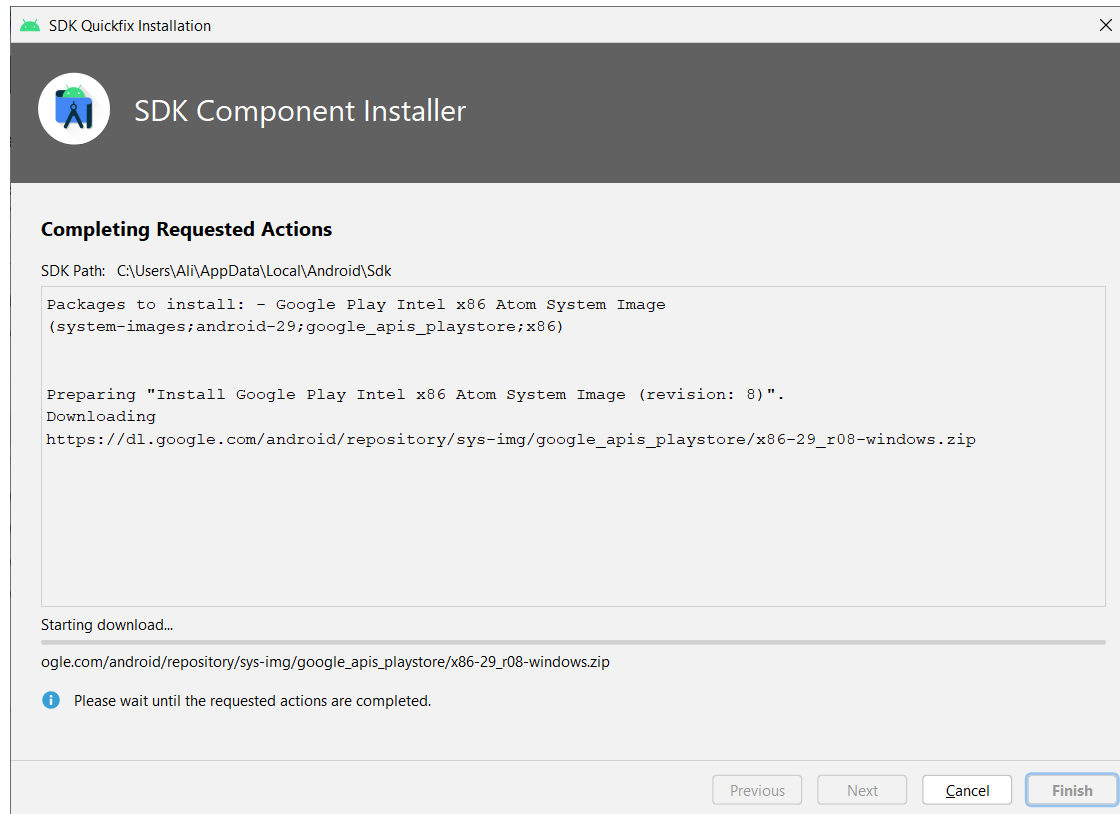 SDK Quickfix Installation
SDK Component Installer
Completing Requested Actions
SDK Path: C:\Users\Ali\AppData\Local\Android\Sdk
Packages to install: - Google Play Intel x86 Atom System Image
(system-images;android-29;google_apis_playstore;x86)
Preparing "Install Google Play Intel x86 Atom System Image (revision: 8)".
Downloading
https://dl.google.com/android/repository/sys-img/google_apis_playstore/x86-29_r08-windows.zip
Starting download...
ogle.com/android/repository/sys-img/google_apis_playstore/x86-29_r08-windows.zip
Please wait until the requested actions are completed.
Previous Next Cancel Finish